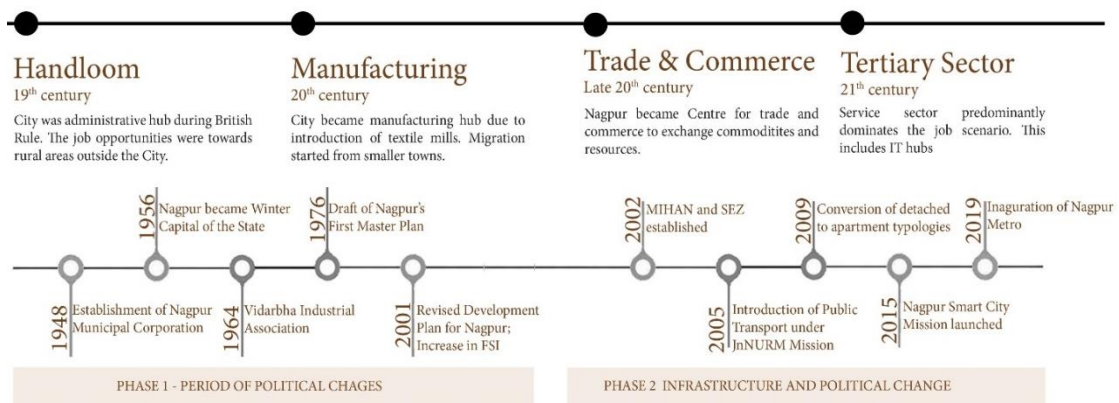 Handloom
19th century
City was administrative hub during British
Rule. The job opportunities were towards
rural areas outside the City.
Manufacturing
20th century
City became manufacturing hub due to
introduction of textile mills. Migration
started from smaller towns.
Trade & Commerce
Late 20th century
Nagpur became Centre for trade and
commerce to exchange commoditites and
resources.
Tertiary Sector
21th century
Service sector predominantly
dominates the job scenario. This
includes IT hubs
1956
Nagpur became Winter
Capital of the State
1976
Draft of Nagpur's
First Master Plan
2002
MIHAN and SEZ
established
2009
Conversion of detached
to apartment typologies
2019
Inaguration of Nagpur
Metro
1948
Establishment of Nagpur
Municipal Corporation
1964
Vidarbha Industrial
Association
2001
Revised Development
Plan for Nagpur;
Increase in FSI
2005
Introduction of Public
Transport under
JnNURM Mission
2015
Nagpur Smart City
Mission launched
PHASE 1 - PERIOD OF POLITICAL CHAGES
PHASE 2 INFRASTRUCTURE AND POLITICAL CHANGE